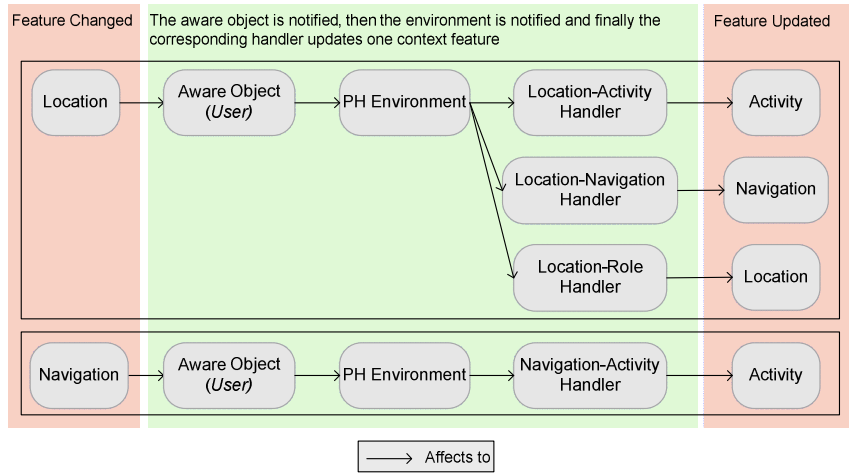 Feature Changed
The aware object is notified, then the environment is notified and finally the
corresponding handler updates one context feature
Feature Updated
Location
Aware Object
(User)
PH Environment
Location-Activity
Handler
Activity
Location-Navigation
Handler
Navigation
Location-Role
Handler
Location
Navigation
Aware Object
(User)
PH Environment
Navigation-Activity
Handler
Activity
Affects to